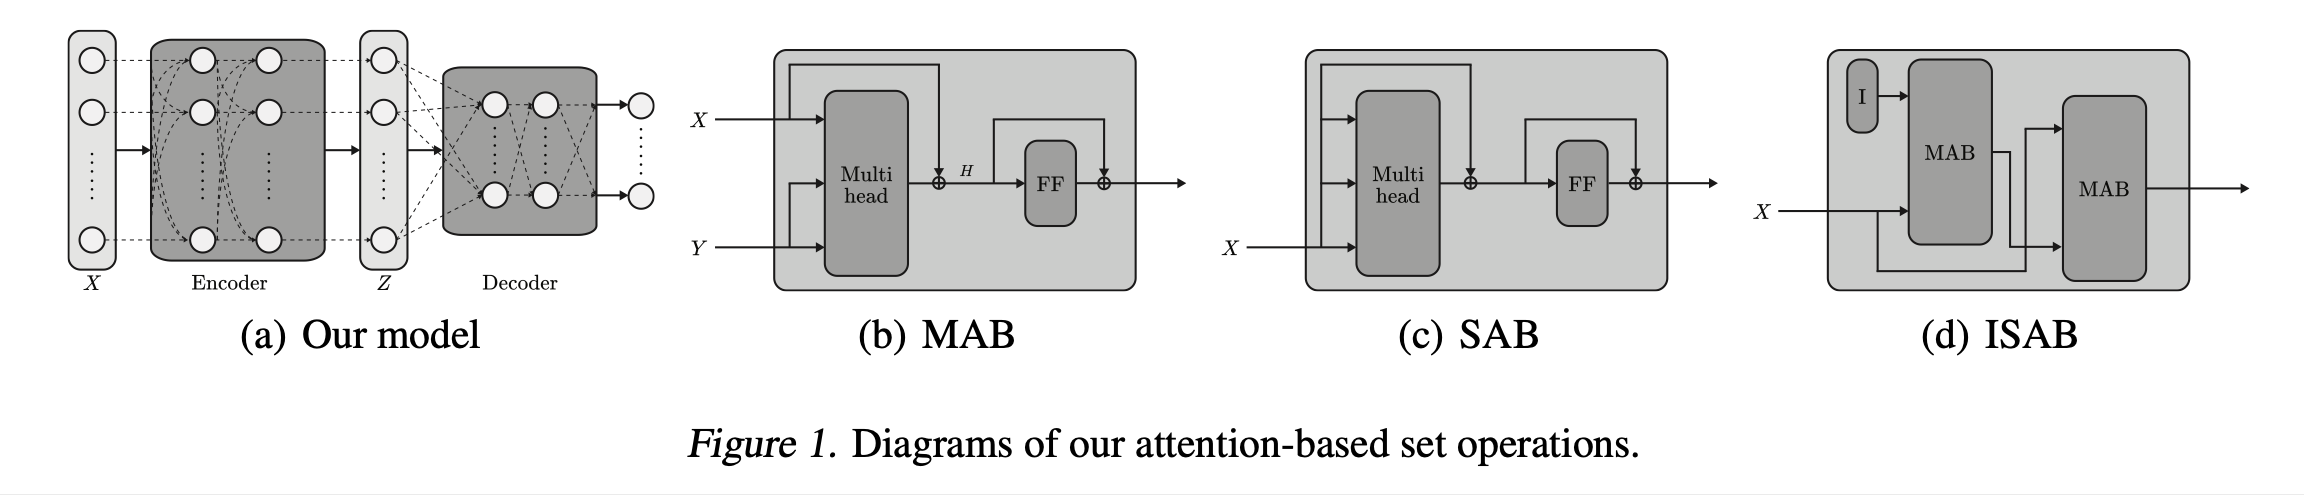 X
Encoder
Z
Decoder
(a) Our model
X
Y
Multi
head
H
FF
(b) MAB
X
Multi
head
FF
(c) SAB
I
X
MAB
MAB
(d) ISAB
Figure 1. Diagrams of our attention-based set operations.